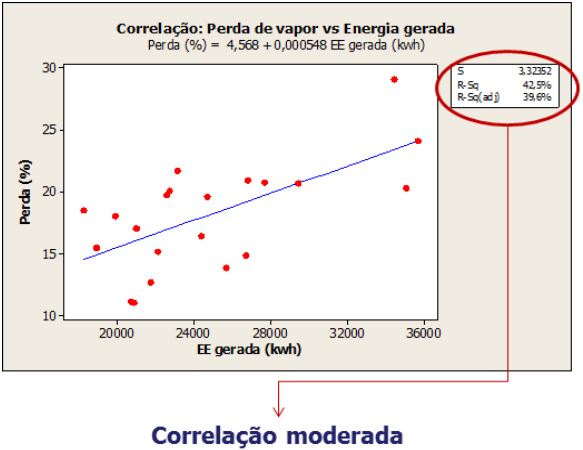 Correlação: Perda de vapor vs Energia gerada
Perda (%) = 4,568 + 0,000548 EE gerada (kwh)
S 3,32352
R-Sq 42,5%
R-Sq(adj) 39,6%
30
25
20
15
10
Perda (%)
20000 24000 28000 32000 36000
EE gerada (kwh)
Correlação moderada